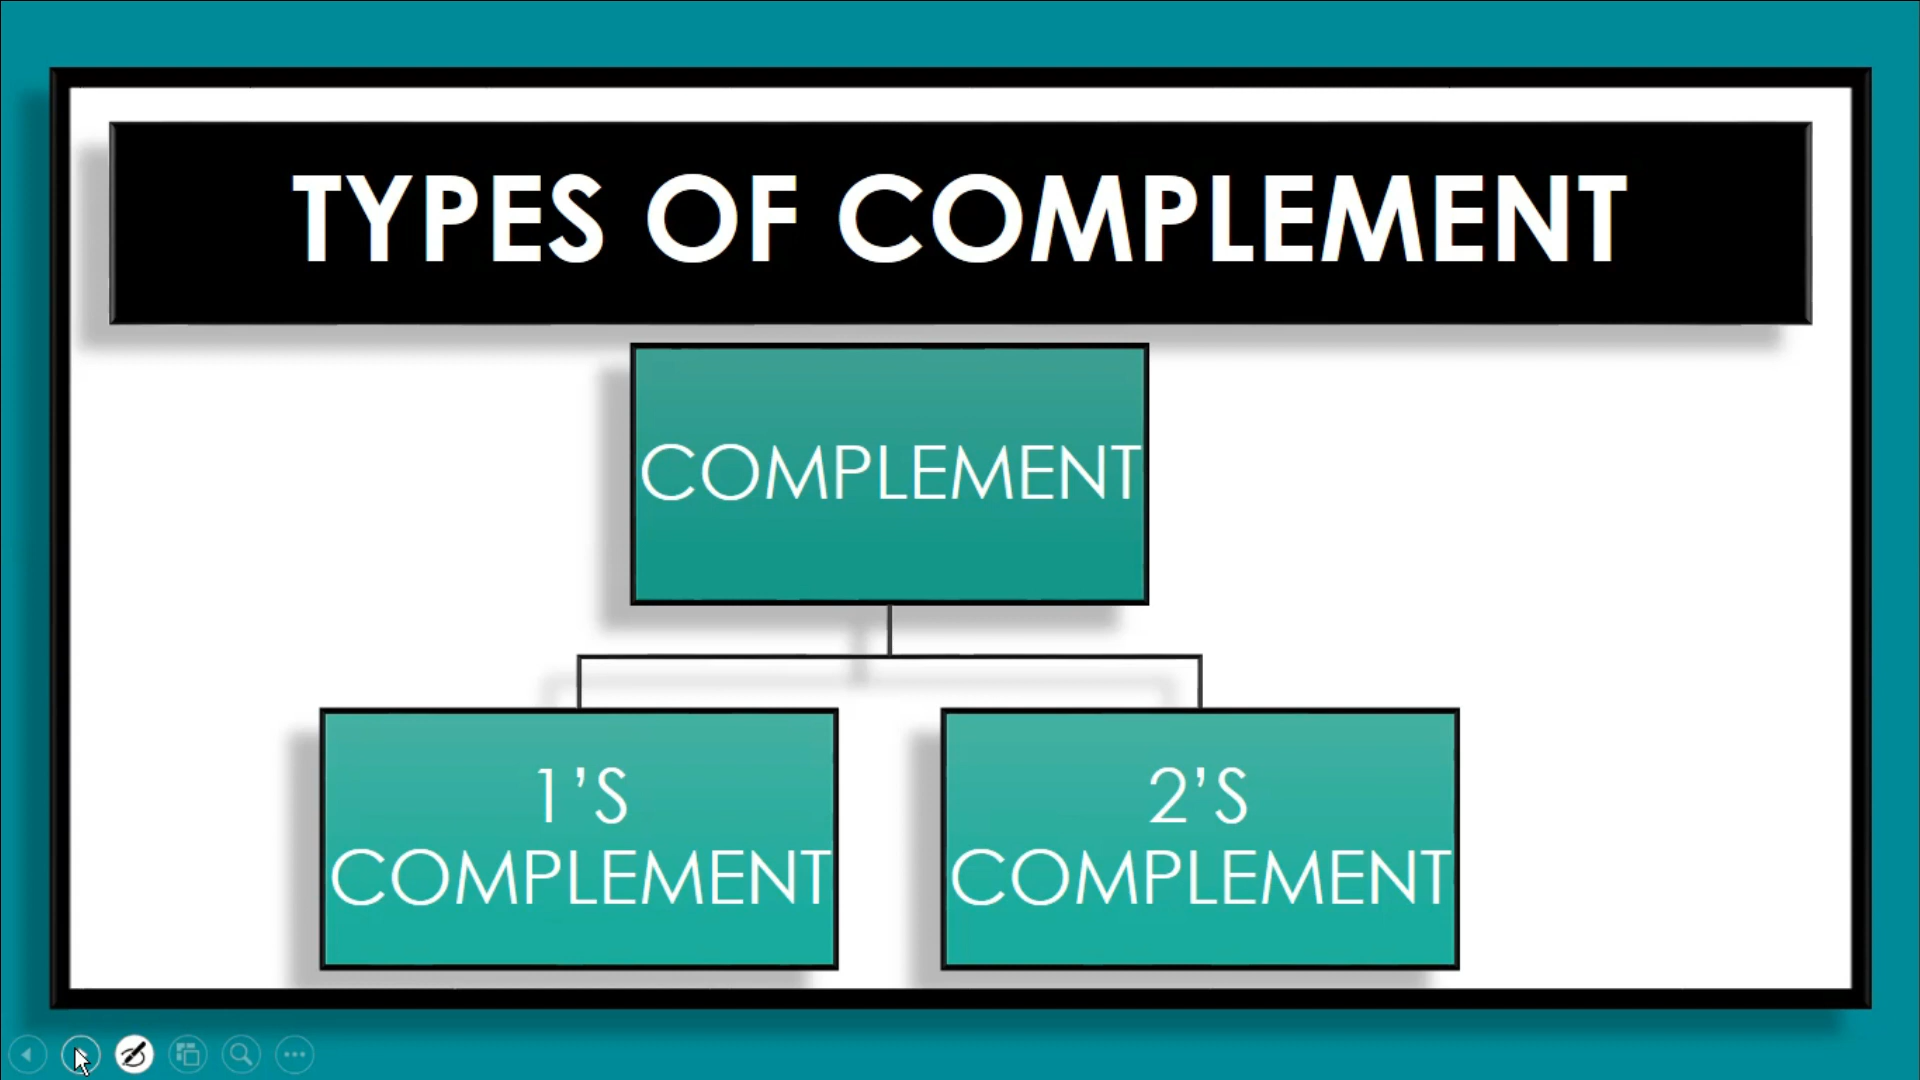 TYPES OF COMPLEMENT
COMPLEMENT
1’S
COMPLEMENT
2’S
COMPLEMENT